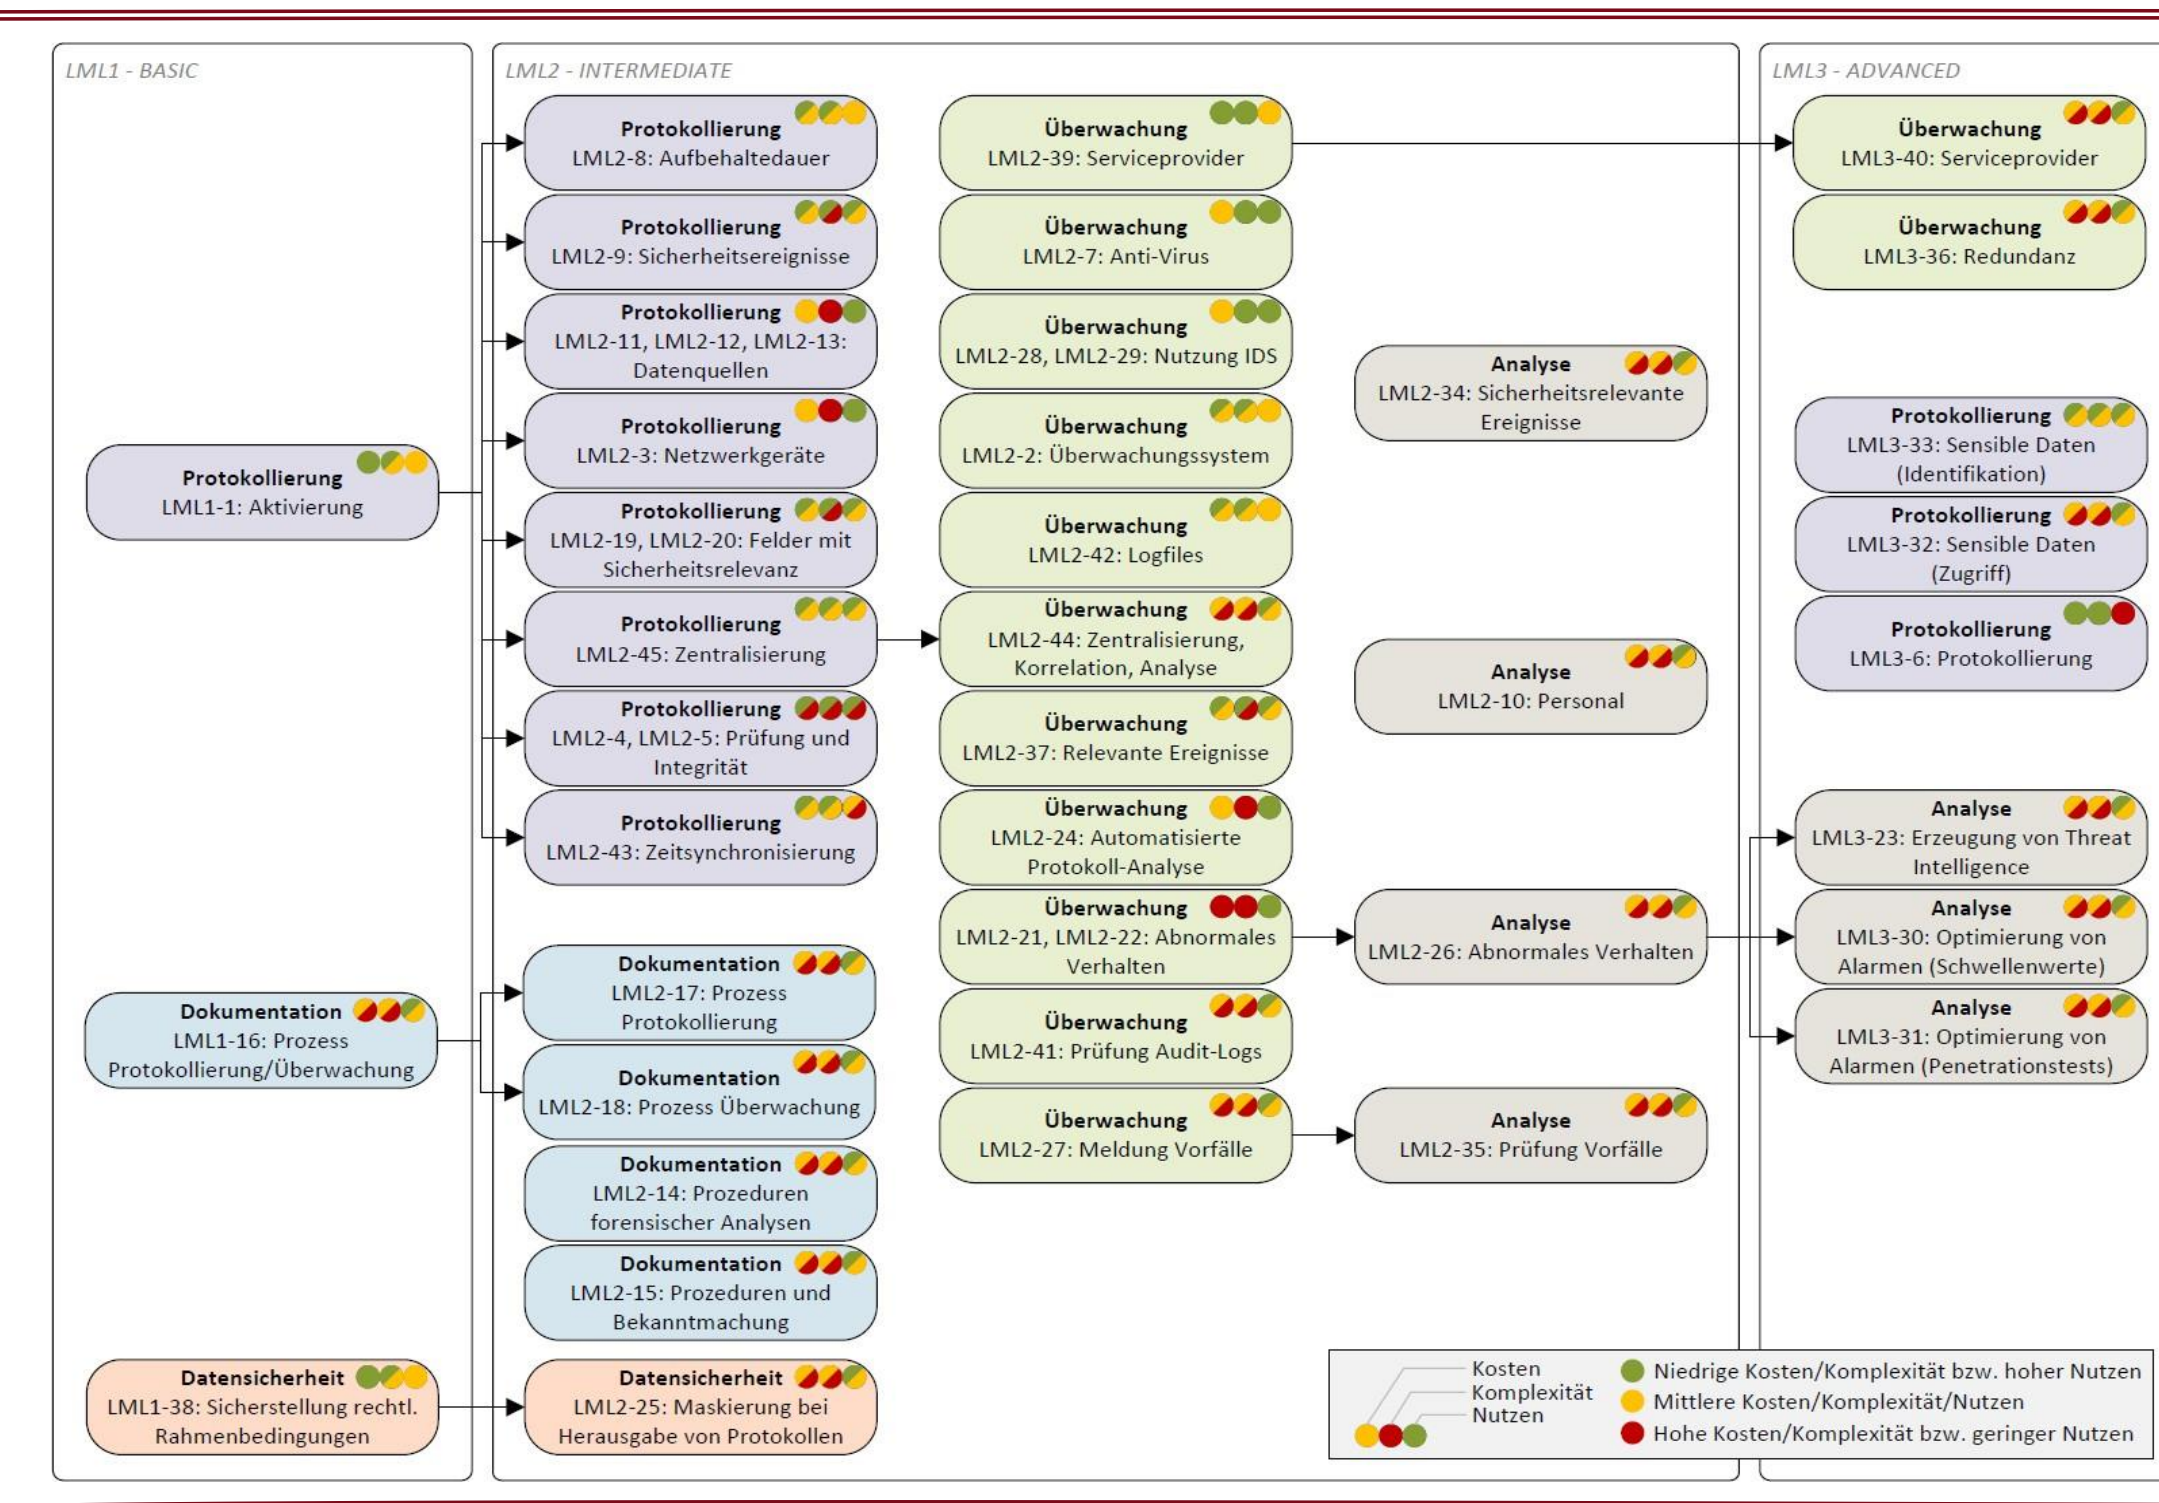 LML1 - BASIC
Protokollierung
LML1-1: Aktivierung
Dokumentation
LML1-16: Prozess
Protokollierung/Überwachung
Datensicherheit
LML1-38: Sicherstellung rechtl.
Rahmenbedingungen
LML2 - INTERMEDIATE
Protokollierung
LML2-8: Aufbehaltedauer
Protokollierung
LML2-9: Sicherheitsereignisse
Protokollierung
LML2-11, LML2-12, LML2-13:
Datenquellen
Protokollierung
LML2-3: Netzwerkgeräte
Protokollierung
LML2-19, LML2-20: Felder mit
Sicherheitsrelevanz
Protokollierung
LML2-45: Zentralisierung
Protokollierung
LML2-4, LML2-5: Prüfung und
Integrität
Protokollierung
LML2-43: Zeitsynchronisierung
Dokumentation
LML2-17: Prozess
Protokollierung
Dokumentation
LML2-18: Prozess Überwachung
Dokumentation
LML2-14: Prozeduren
forensischer Analysen
Dokumentation
LML2-15: Prozeduren und
Bekanntmachung
Datensicherheit
LML2-25: Maskierung bei
Herausgabe von Protokollen
Überwachung
LML2-39: Serviceprovider
Überwachung
LML2-7: Anti-Virus
Überwachung
LML2-28, LML2-29: Nutzung IDS
Überwachung
LML2-2: Überwachungssystem
Überwachung
LML2-42: Logfiles
Überwachung
LML2-44: Zentralisierung,
Korrelation, Analyse
Überwachung
LML2-37: Relevante Ereignisse
Überwachung
LML2-24: Automatisierte
Protokoll-Analyse
Überwachung
LML2-21, LML2-22: Abnormales
Verhalten
Überwachung
LML2-41: Prüfung Audit-Logs
Überwachung
LML2-27: Meldung Vorfälle
Analyse
LML2-34: Sicherheitsrelevante
Ereignisse
Analyse
LML2-10: Personal
Analyse
LML2-26: Abnormales Verhalten
Analyse
LML2-35: Prüfung Vorfälle
LML3 - ADVANCED
Überwachung
LML3-40: Serviceprovider
Überwachung
LML3-36: Redundanz
Protokollierung
LML3-33: Sensible Daten
(Identifikation)
Protokollierung
LML3-32: Sensible Daten
(Zugriff)
Protokollierung
LML3-6: Protokollierung
Analyse
LML3-23: Erzeugung von Threat
Intelligence
Analyse
LML3-30: Optimierung von
Alarmen (Schwellenwerte)
Analyse
LML3-31: Optimierung von
Alarmen (Penetrationstests)
Kosten
Komplexität
Nutzen
Niedrige Kosten/Komplexität bzw. hoher Nutzen
Mittlere Kosten/Komplexität/Nutzen
Hohe Kosten/Komplexität bzw. geringer Nutzen